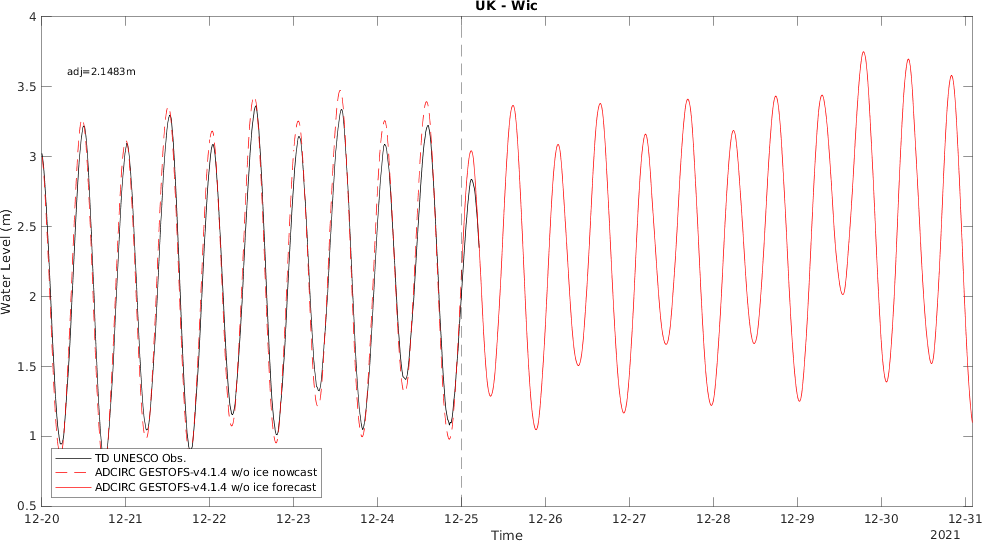 UK - Wic
4
3.5
3
2.5
2
1.5
1
0.5
Water Level (m)
adj=2.1483m
TD UNESCO Obs.
ADCIRC GESTOFS-v4.1.4 w/o ice nowcast
ADCIRC GESTOFS-v4.1.4 w/o ice forecast
12-20 12-21 12-22 12-23 12-24 12-25 12-26 12-27 12-28 12-29 12-30 12-31
Time
2021